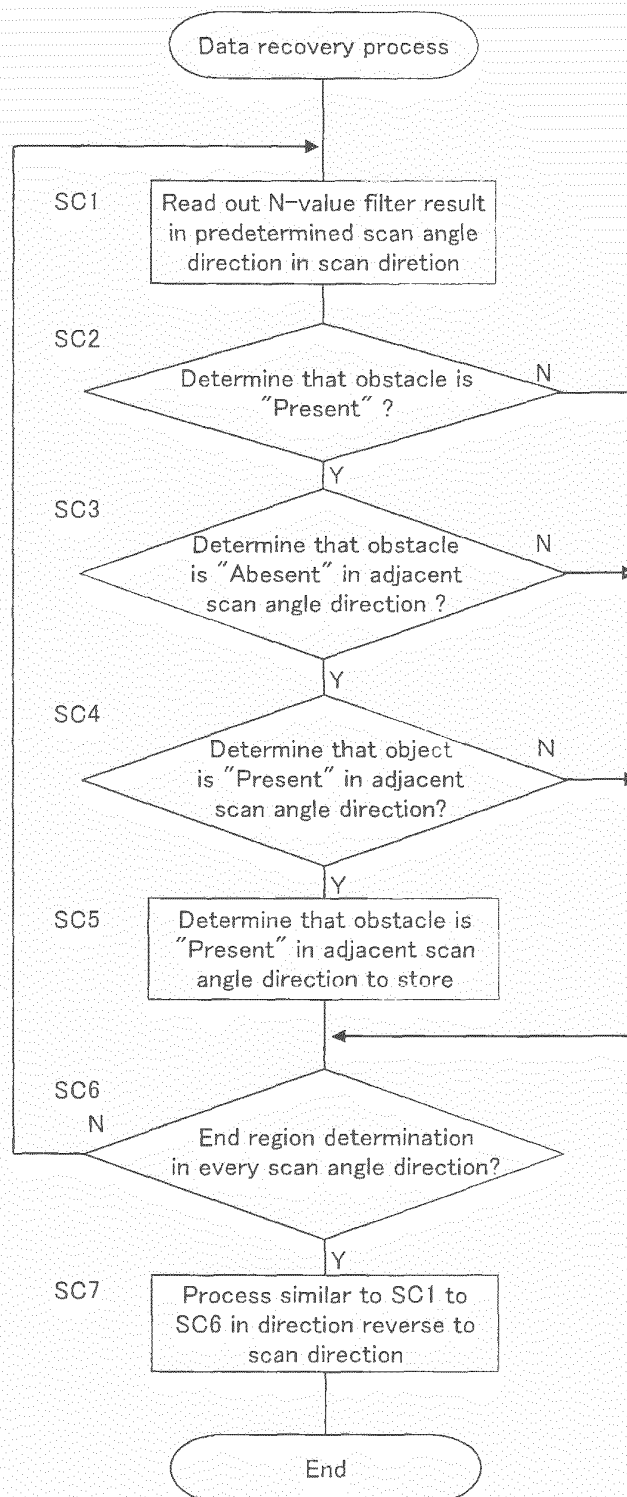 Data recovery process
SC1
Read out N-value filter result
in predetermined scan angle
direction in scan diretion
SC2
Determine that obstacle is
"Present" ?
N
Y
SC3
Determine that obstacle
is "Abesent" in adjacent
scan angle direction ?
N
Y
SC4
Determine that object
is "Present" in adjacent
scan angle direction?
N
Y
SC5
Determine that obstacle is
"Present" in adjacent scan
angle direction to store
SC6
N
End region determination
in every scan angle direction?
Y
SC7
Process similar to SC1 to
SC6 in direction reverse to
scan direction
End